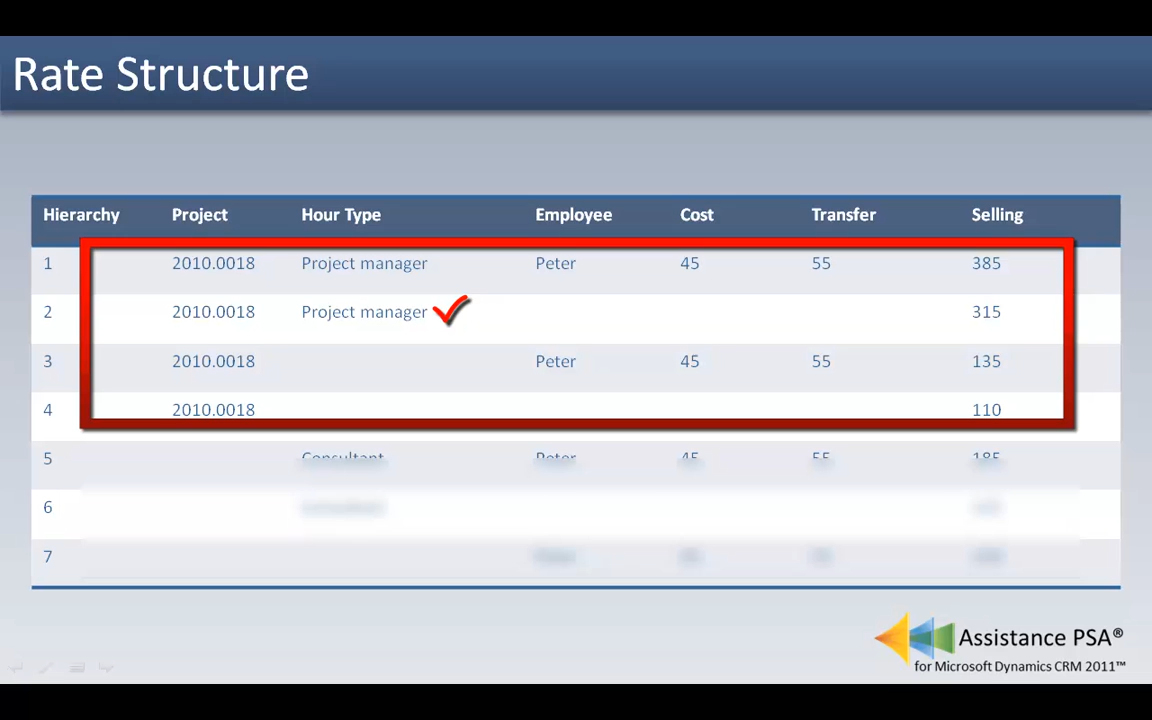 Rate Structure
Hierarchy Project Hour Type Employee Cost Transfer Selling
1 2010.0018 Project manager Peter 45 55 385
2 2010.0018 Project manager 315
3 2010.0018 Peter 45 55 135
4 2010.0018 110
5 Consultant Peter 45 55 185
6
7
Assistance PSA®
for Microsoft Dynamics CRM 2011™